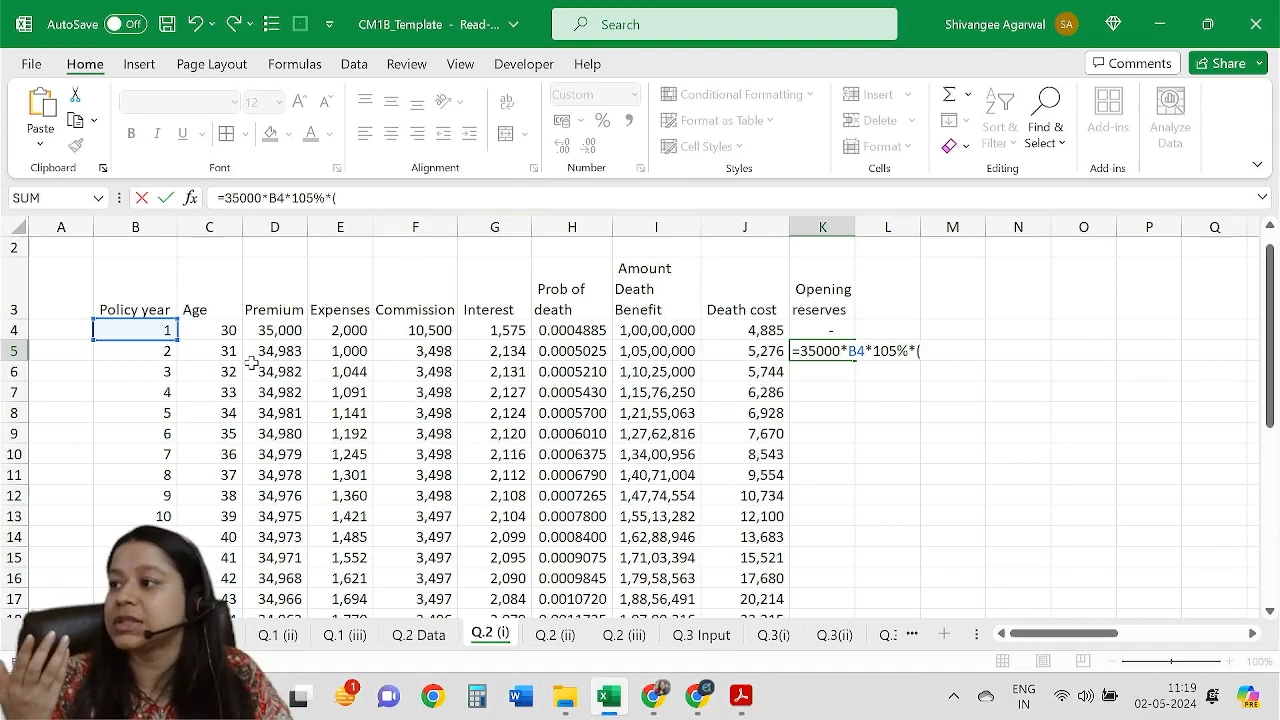 AutoSave Off CM1B_Template - Read-... Search Shivangee Agarwal SA
File Home Insert Page Layout Formulas Data Review View Developer Help Comments Share
Paste B I U 12 A A ab Custom % 9 Conditional Formatting Format as Table Cell Styles Insert Delete Format Sort & Filter Find & Select Add-ins Analyze Data
Clipboard Font Alignment Number Styles Cells Editing Add-ins
SUM fx =35000*B4*105%*(
A B C D E F G H I J K L M N O P Q
2
3 Policy year Age Premium Expenses Commission Interest Prob of death Amount Death Benefit Death cost Opening reserves
4 1 30 35,000 2,000 10,500 1,575 0.0004885 1,00,00,000 4,885 -
5 2 31 34,983 1,000 3,498 2,134 0.0005025 1,05,00,000 5,276 =35000*B4*105%*(
6 3 32 34,982 1,044 3,498 2,131 0.0005210 1,10,25,000 5,744
7 4 33 34,982 1,091 3,498 2,127 0.0005430 1,15,76,250 6,286
8 5 34 34,981 1,141 3,498 2,124 0.0005700 1,21,55,063 6,928
9 6 35 34,980 1,192 3,498 2,120 0.0006010 1,27,62,816 7,670
10 7 36 34,979 1,245 3,498 2,116 0.0006375 1,34,00,956 8,543
11 8 37 34,978 1,301 3,498 2,112 0.0006790 1,40,71,004 9,554
12 9 38 34,976 1,360 3,498 2,108 0.0007265 1,47,74,554 10,734
13 10 39 34,975 1,421 3,497 2,104 0.0007800 1,55,13,282 12,100
14 40 34,973 1,485 3,497 2,099 0.0008400 1,62,88,946 13,683
15 41 34,971 1,552 3,497 2,095 0.0009075 1,71,03,394 15,521
16 42 34,968 1,621 3,497 2,090 0.0009845 1,79,58,563 17,680
17 43 34,966 1,694 3,497 2,084 0.0010720 1,88,56,491 20,214
Q.1 (ii) Q.1 (iii) Q.2 Data Q.2 (i) Q.2 (ii) Q.2 (iii) Q.3 Input Q.3(i) Q.3(ii) Q.: ...
100%
1 ENG IN 11:19 02-05-2024 PRE